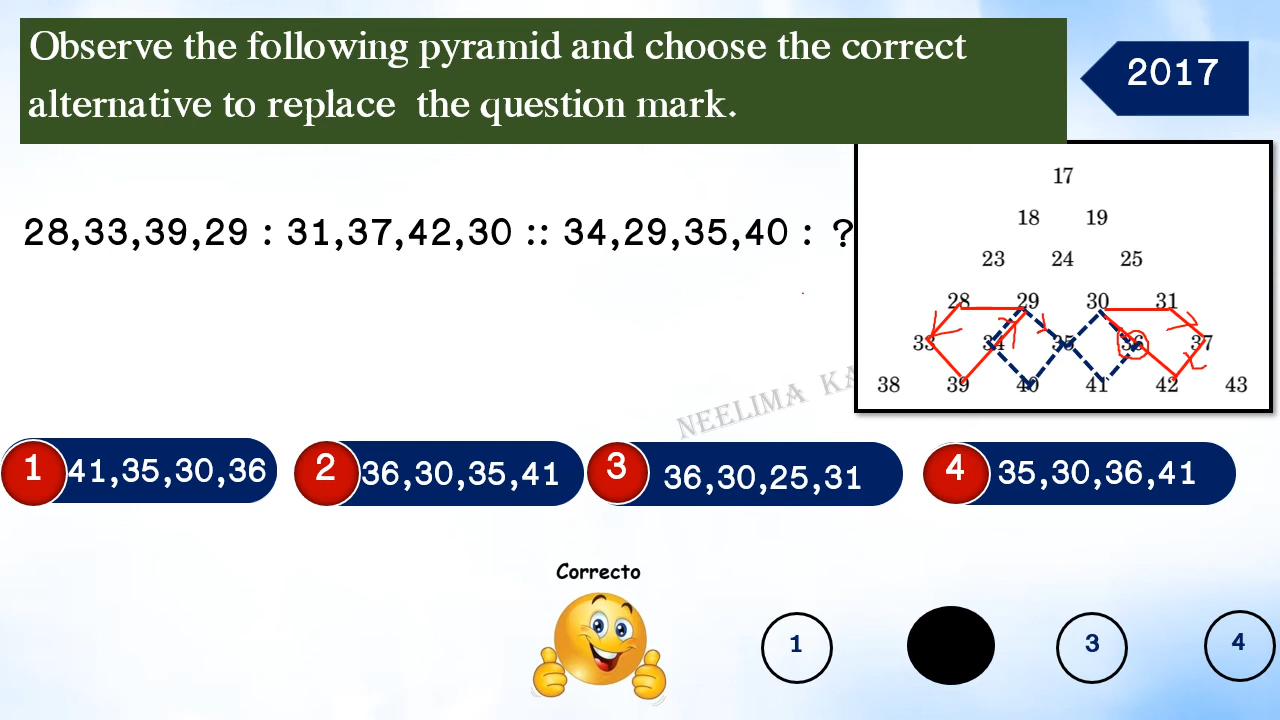 Observe the following pyramid and choose the correct
alternative to replace the question mark.
2017
28,33,39,29 : 31,37,42,30 :: 34,29,35,40 : ?
17
18 19
23 24 25
28 29 30 31
33 34 35 36 37
38 39 40 41 42 43
NEELIMA KA
1 41,35,30,36
2 36,30,35,41
3 36,30,25,31
4 35,30,36,41
Correcto
1 3 4